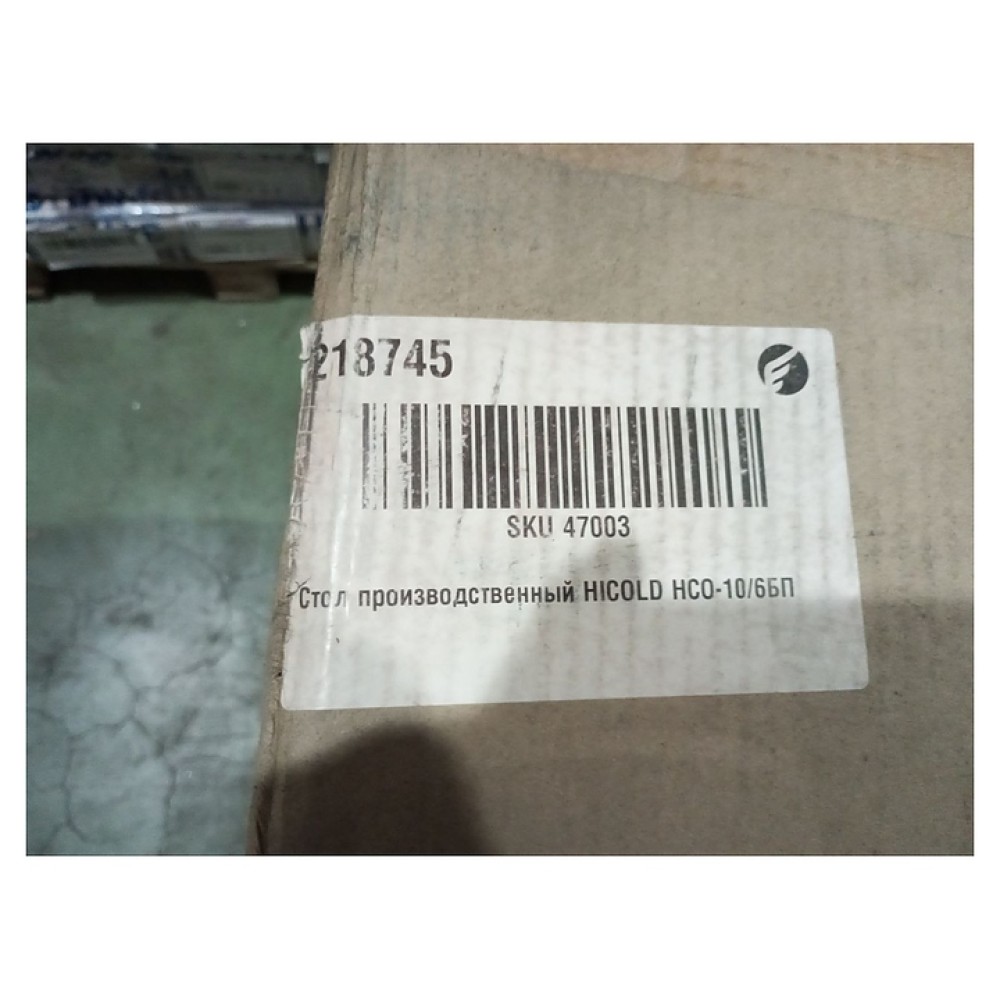 218745
SKU 47003
Стол производственный HICOLD НСО-10/6БП